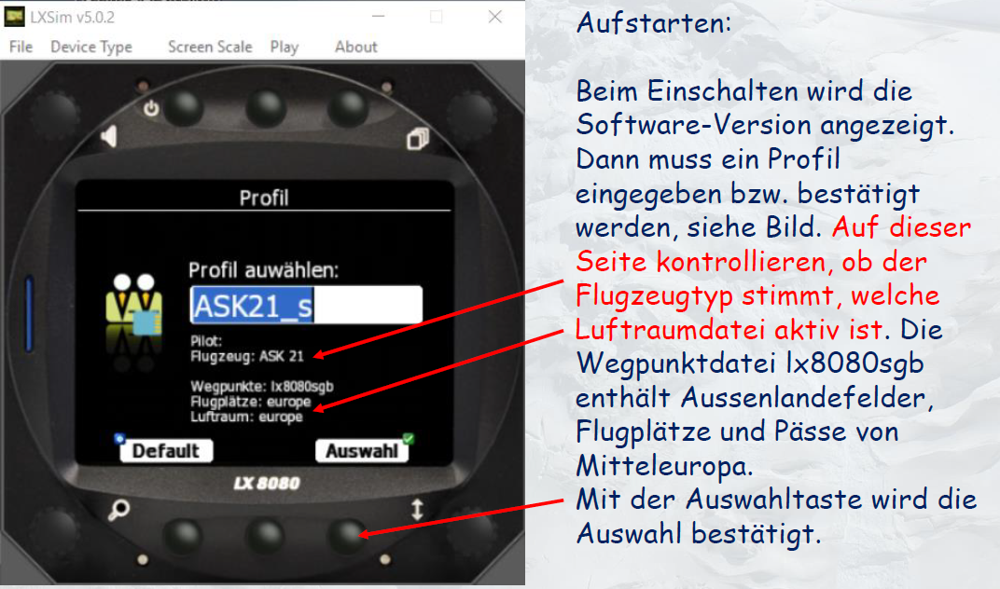 LXSim v5.0.2
File Device Type Screen Scale Play About
Profil
Profil auwählen:
ASK21_s
Pilot:
Flugzeug: ASK 21
Wegpunkte: lx8080sgb
Flugplätze: europe
Luftraum: europe
Default Auswahl
LX 8080
Aufstarten:
Beim Einschalten wird die
Software-Version angezeigt.
Dann muss ein Profil
eingegeben bzw. bestätigt
werden, siehe Bild. Auf dieser
Seite kontrollieren, ob der
Flugzeugtyp stimmt, welche
Luftraumdatei aktiv ist. Die
Wegpunktdatei lx8080sgb
enthält Aussenlandefelder,
Flugplätze und Pässe von
Mitteleuropa.
Mit der Auswahltaste wird die
Auswahl bestätigt.